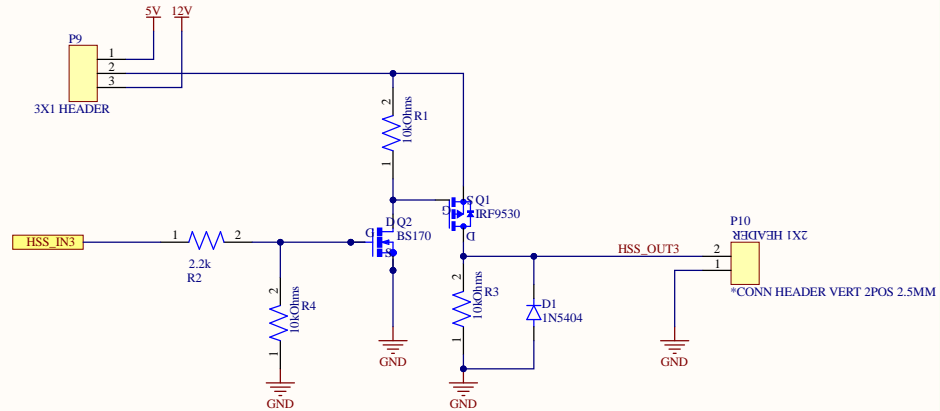 5V 12V
P9
1
2
3
3X1 HEADER
2
R1
10kOhms
1
S
Q1
G
IRF9530
D
D
Q2
G
BS170
S
HSS_IN3
1
2
2.2k
R2
2
R4
10kOhms
1
GND
GND
2
R3
10kOhms
1
GND
D1
1N5404
HSS_OUT3
P10
2X1 HEADER
2
1
*CONN HEADER VERT 2POS 2.5MM
GND